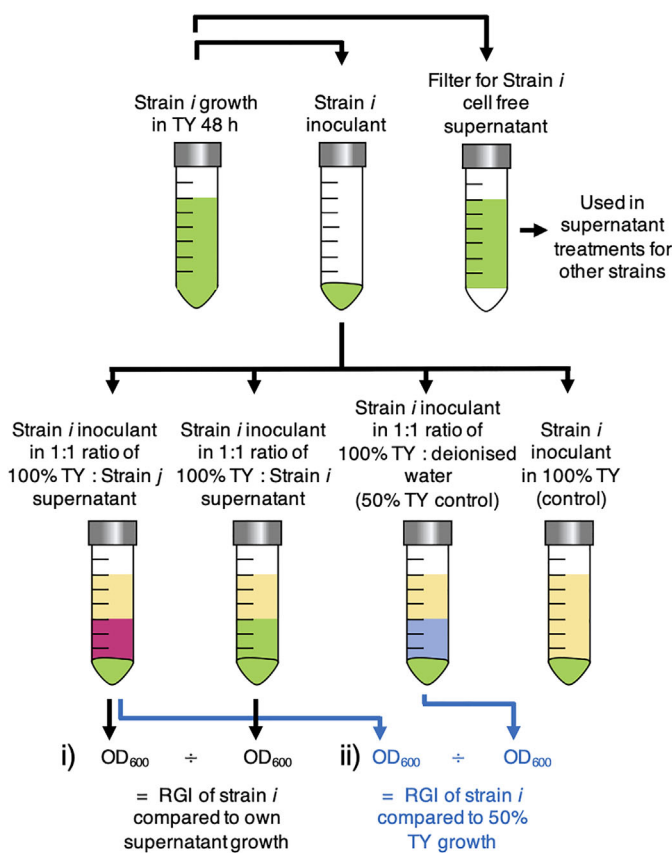 Strain i growth
in TY 48 h
Strain i
inoculant
Filter for Strain i
cell free
supernatant
Used in
supernatant
treatments for
other strains
Strain i inoculant
in 1:1 ratio of
100% TY : Strain j
supernatant
Strain i inoculant
in 1:1 ratio of
100% TY : Strain i
supernatant
Strain i inoculant
in 1:1 ratio of
100% TY : deionised
water
(50% TY control)
Strain i
inoculant
in 100% TY
(control)
i) OD600 ÷ OD600
= RGI of strain i
compared to own
supernatant growth
ii) OD600 ÷ OD600
= RGI of strain i
compared to 50%
TY growth